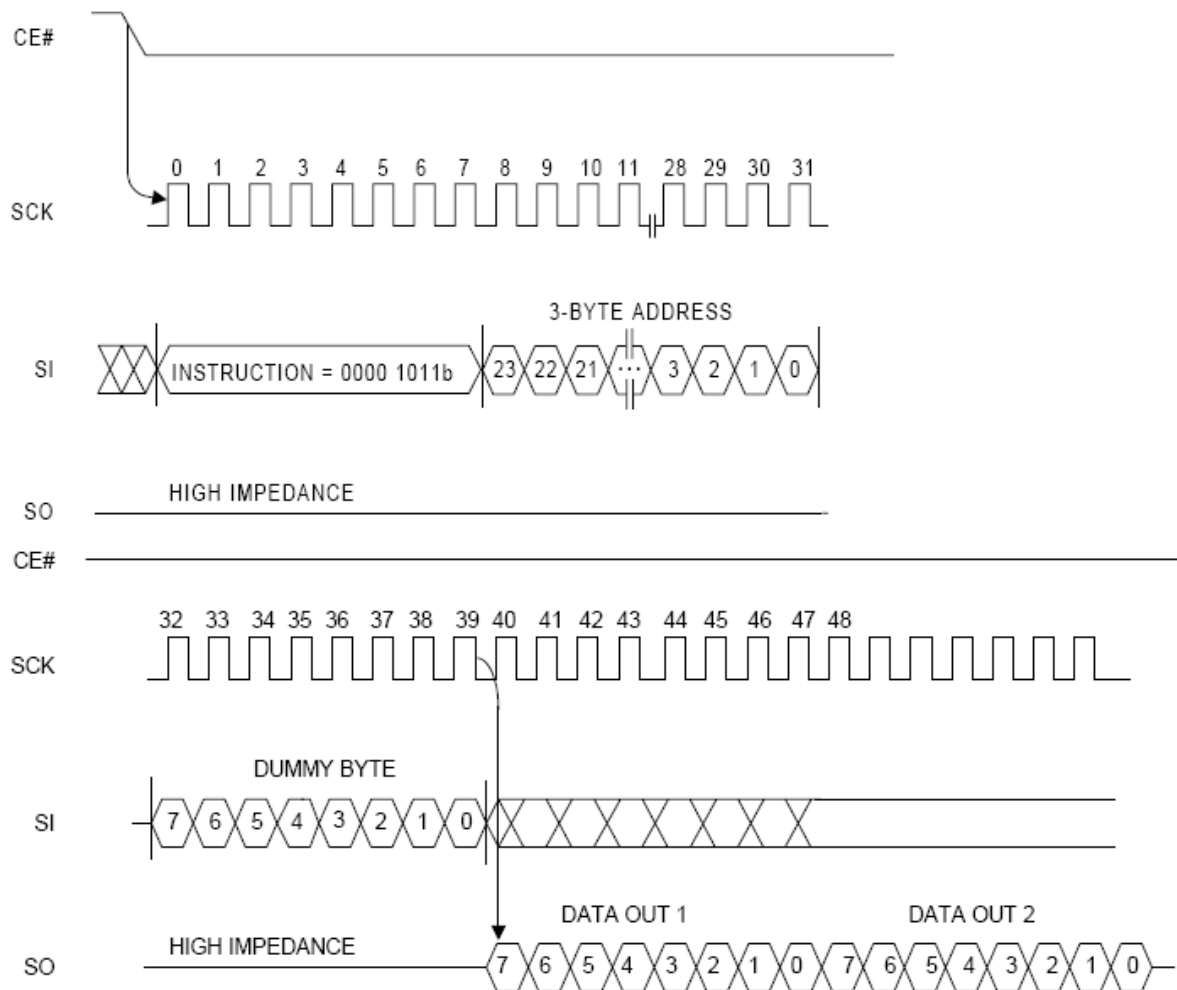 CE#
0 1 2 3 4 5 6 7 8 9 10 11 28 29 30 31
SCK
3-BYTE ADDRESS
SI INSTRUCTION = 0000 1011b 23 22 21 ... 3 2 1 0
HIGH IMPEDANCE
SO
CE#
32 33 34 35 36 37 38 39 40 41 42 43 44 45 46 47 48
SCK
DUMMY BYTE
SI 7 6 5 4 3 2 1 0
DATA OUT 1 DATA OUT 2
HIGH IMPEDANCE
SO 7 6 5 4 3 2 1 0 7 6 5 4 3 2 1 0